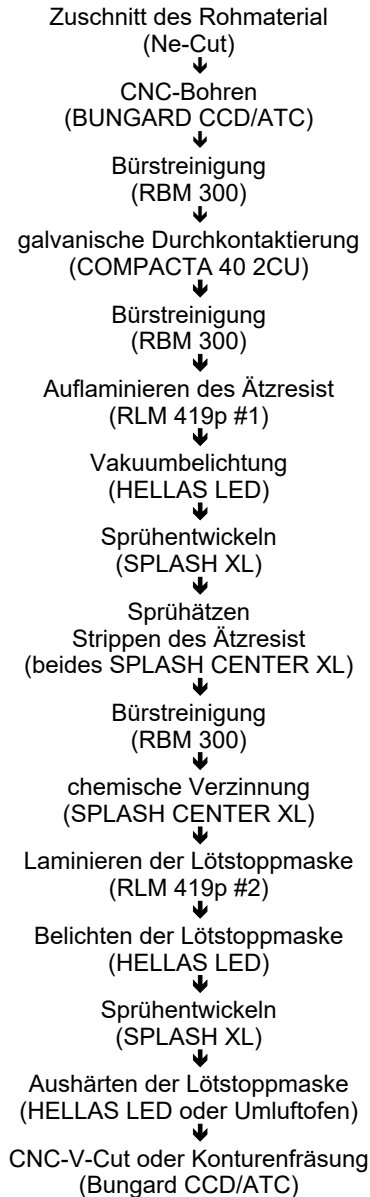 Zuschnitt des Rohmaterial
(Ne-Cut)
CNC-Bohren
(BUNGARD CCD/ATC)
Bürstreinigung
(RBM 300)
galvanische Durchkontaktierung
(COMPACTA 40 2CU)
Bürstreinigung
(RBM 300)
Auflaminieren des Ätzresist
(RLM 419p #1)
Vakuumbelichtung
(HELLAS LED)
Sprühentwickeln
(SPLASH XL)
Sprühätzen
Strippen des Ätzresist
(beides SPLASH CENTER XL)
Bürstreinigung
(RBM 300)
chemische Verzinnung
(SPLASH CENTER XL)
Laminieren der Lötstoppmaske
(RLM 419p #2)
Belichten der Lötstoppmaske
(HELLAS LED)
Sprühentwickeln
(SPLASH XL)
Aushärten der Lötstoppmaske
(HELLAS LED oder Umluftofen)
CNC-V-Cut oder Konturenfräsung
(Bungard CCD/ATC)